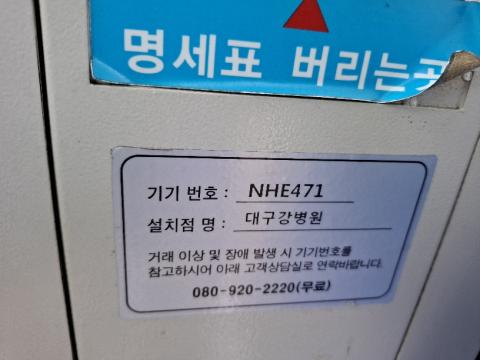 명세표 버리는곳
기기 번호 : NHE471
설치점 명 : 대구강병원
거래 이상 및 장애 발생 시 기기번호를
참고하시어 아래 고객상담실로 연락바랍니다.
080-920-2220(무료)